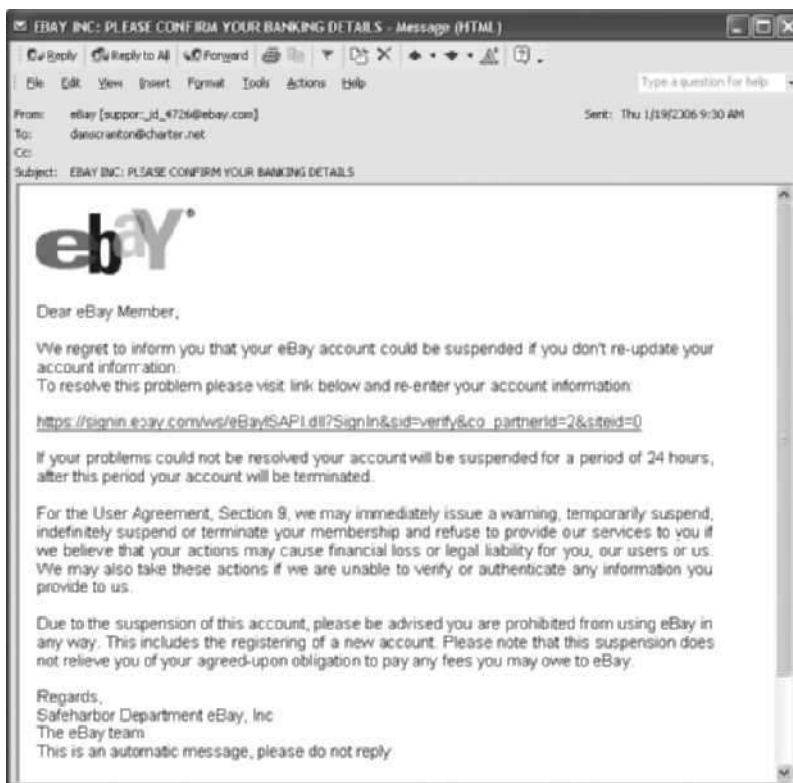 EBAY INC: PLEASE CONFIRM YOUR BANKING DETAILS - Message (HTML)
Reply Reply to All Forward
File Edit View Insert Format Tools Actions Help
Type a question for help
From: eBay [suppor:_id_4726@ebay.com]
Sent: Thu 1/19/2006 9:30 AM
To: danscranton@charter.net
Cc:
Subject: EBAY INC: PLEASE CONFIRM YOUR BANKING DETAILS
ebaY®
Dear eBay Member,
We regret to inform you that your eBay account could be suspended if you don't re-update your
account information.
To resolve this problem please visit link below and re-enter your account information:
https://signin.ebay.com/ws/eBayISAPI.dll?SignIn&sid=verify&co_partnerId=2&siteid=0
If your problems could not be resolved your account will be suspended for a period of 24 hours,
after this period your account will be terminated.
For the User Agreement, Section 9, we may immediately issue a warning, temporarily suspend,
indefinitely suspend or terminate your membership and refuse to provide our services to you if
we believe that your actions may cause financial loss or legal liability for you, our users or us.
We may also take these actions if we are unable to verify or authenticate any information you
provide to us.
Due to the suspension of this account, please be advised you are prohibited from using eBay in
any way. This includes the registering of a new account. Please note that this suspension does
not relieve you of your agreed-upon obligation to pay any fees you may owe to eBay.
Regards,
Safeharbor Department eBay, Inc
The eBay team
This is an automatic message, please do not reply